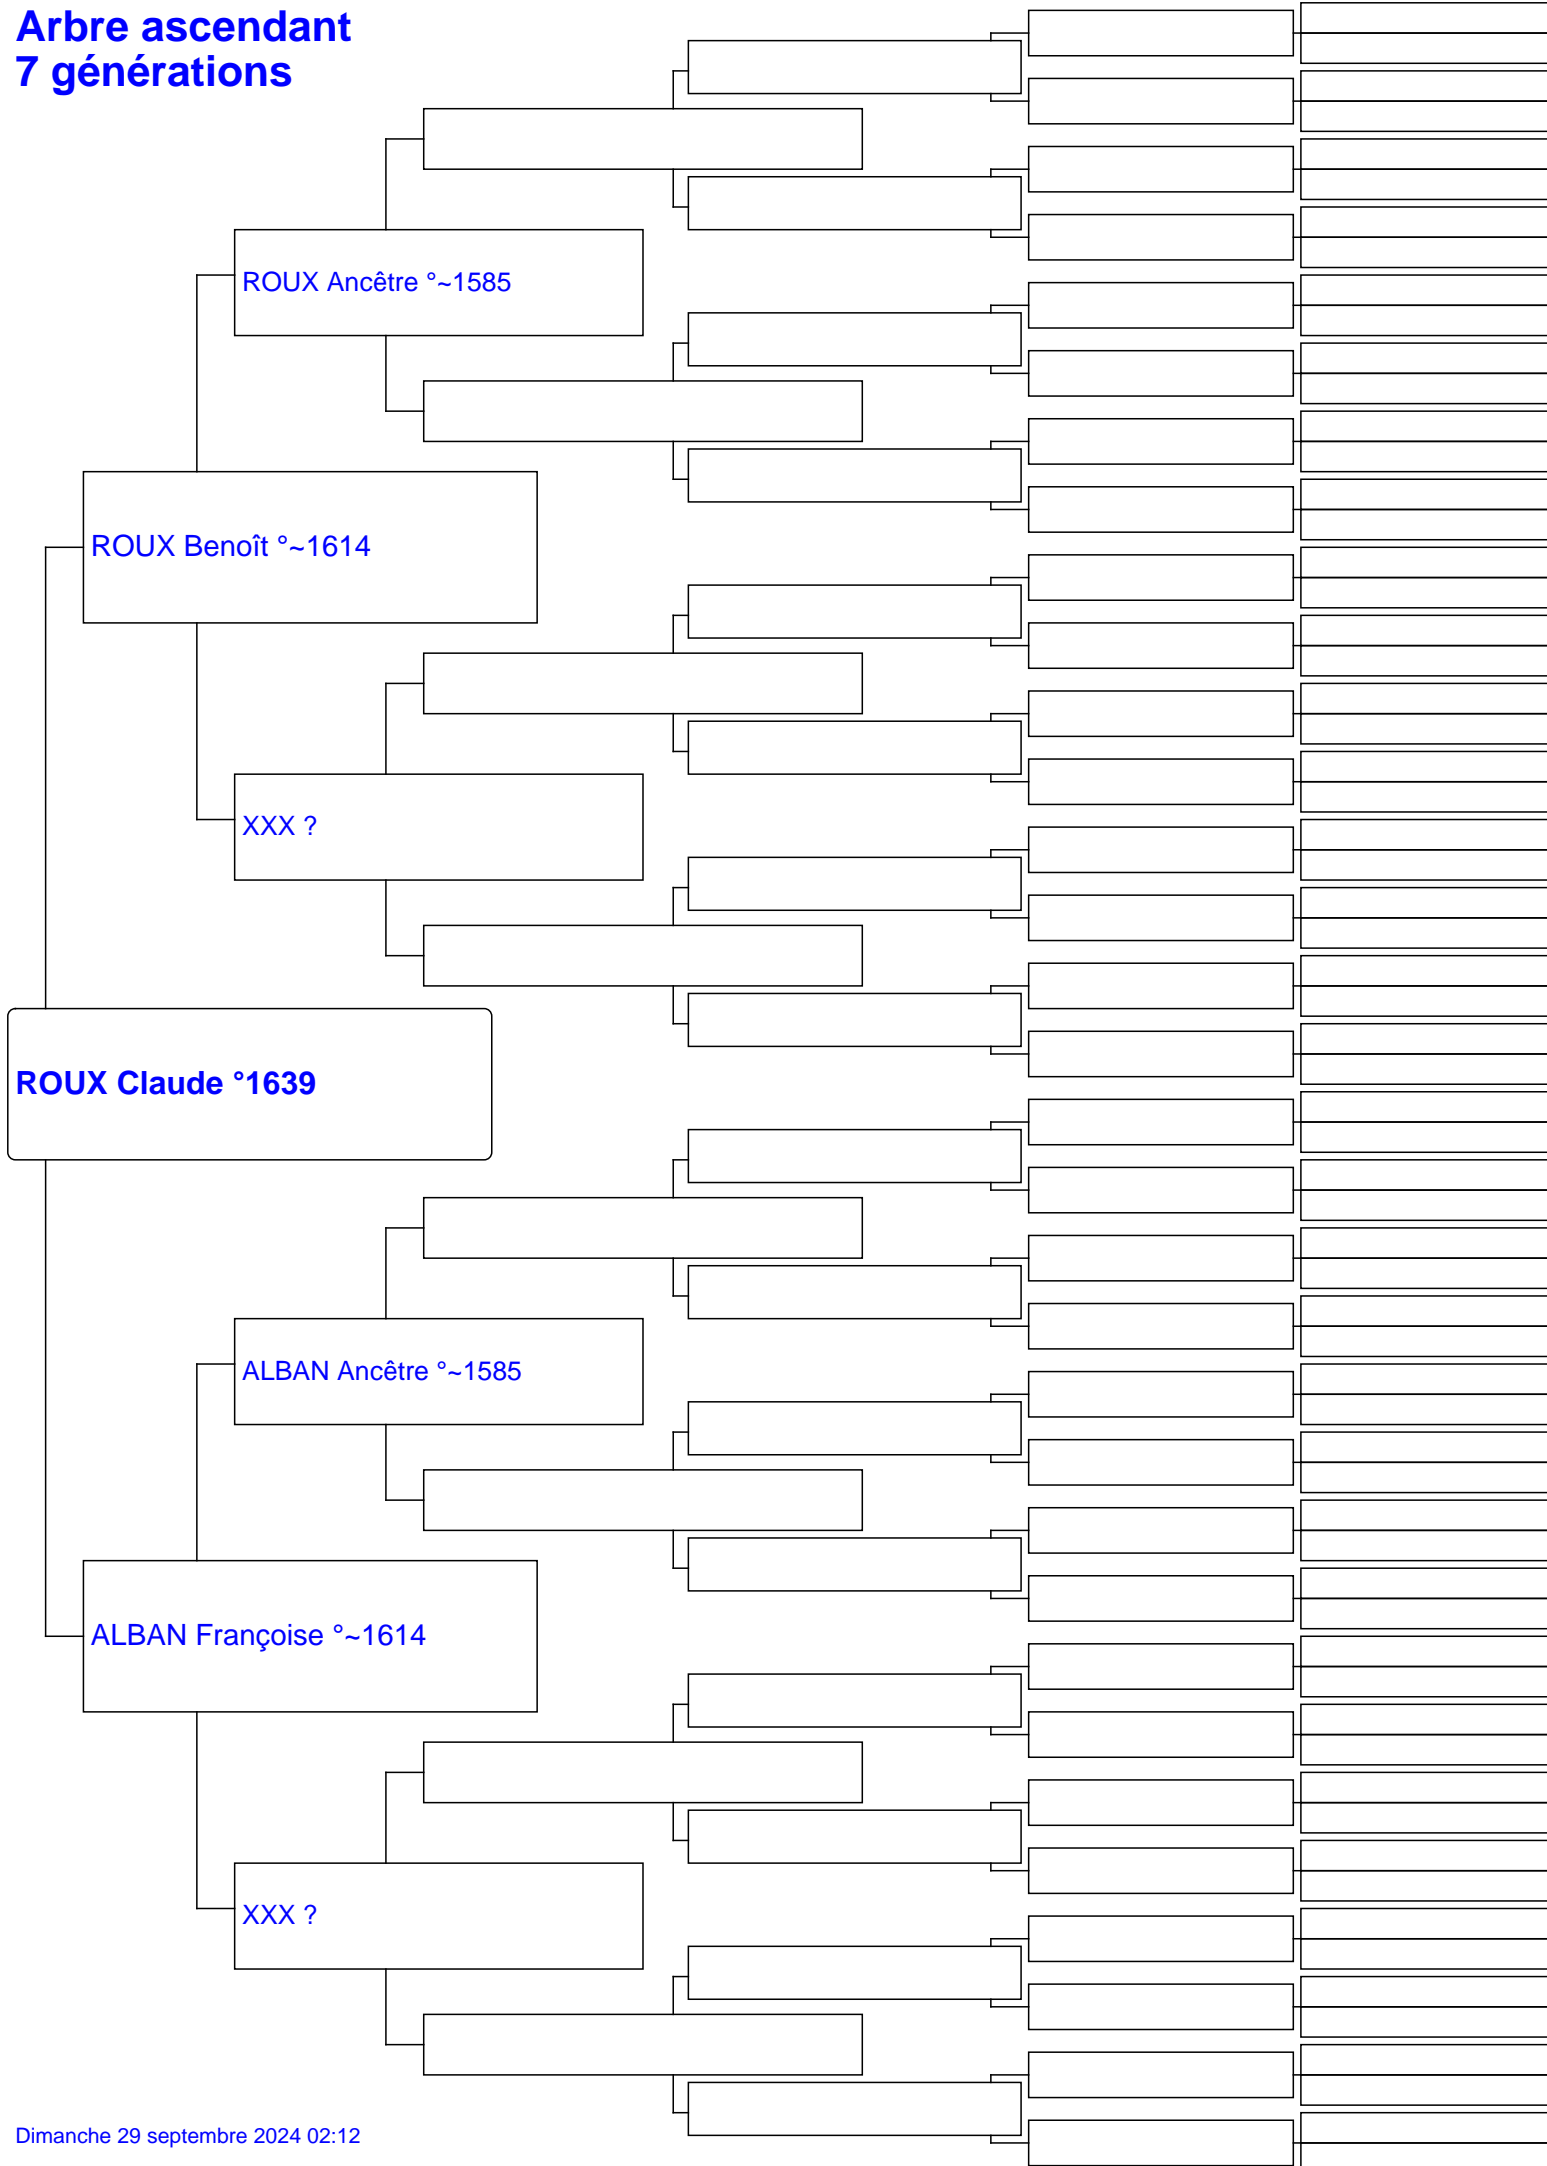 Arbre ascendant
7 générations
ROUX Ancêtre °~1585
ROUX Benoît °~1614
XXX ?
ROUX Claude °1639
ALBAN Ancêtre °~1585
ALBAN Françoise °~1614
XXX ?
Dimanche 29 septembre 2024 02:12